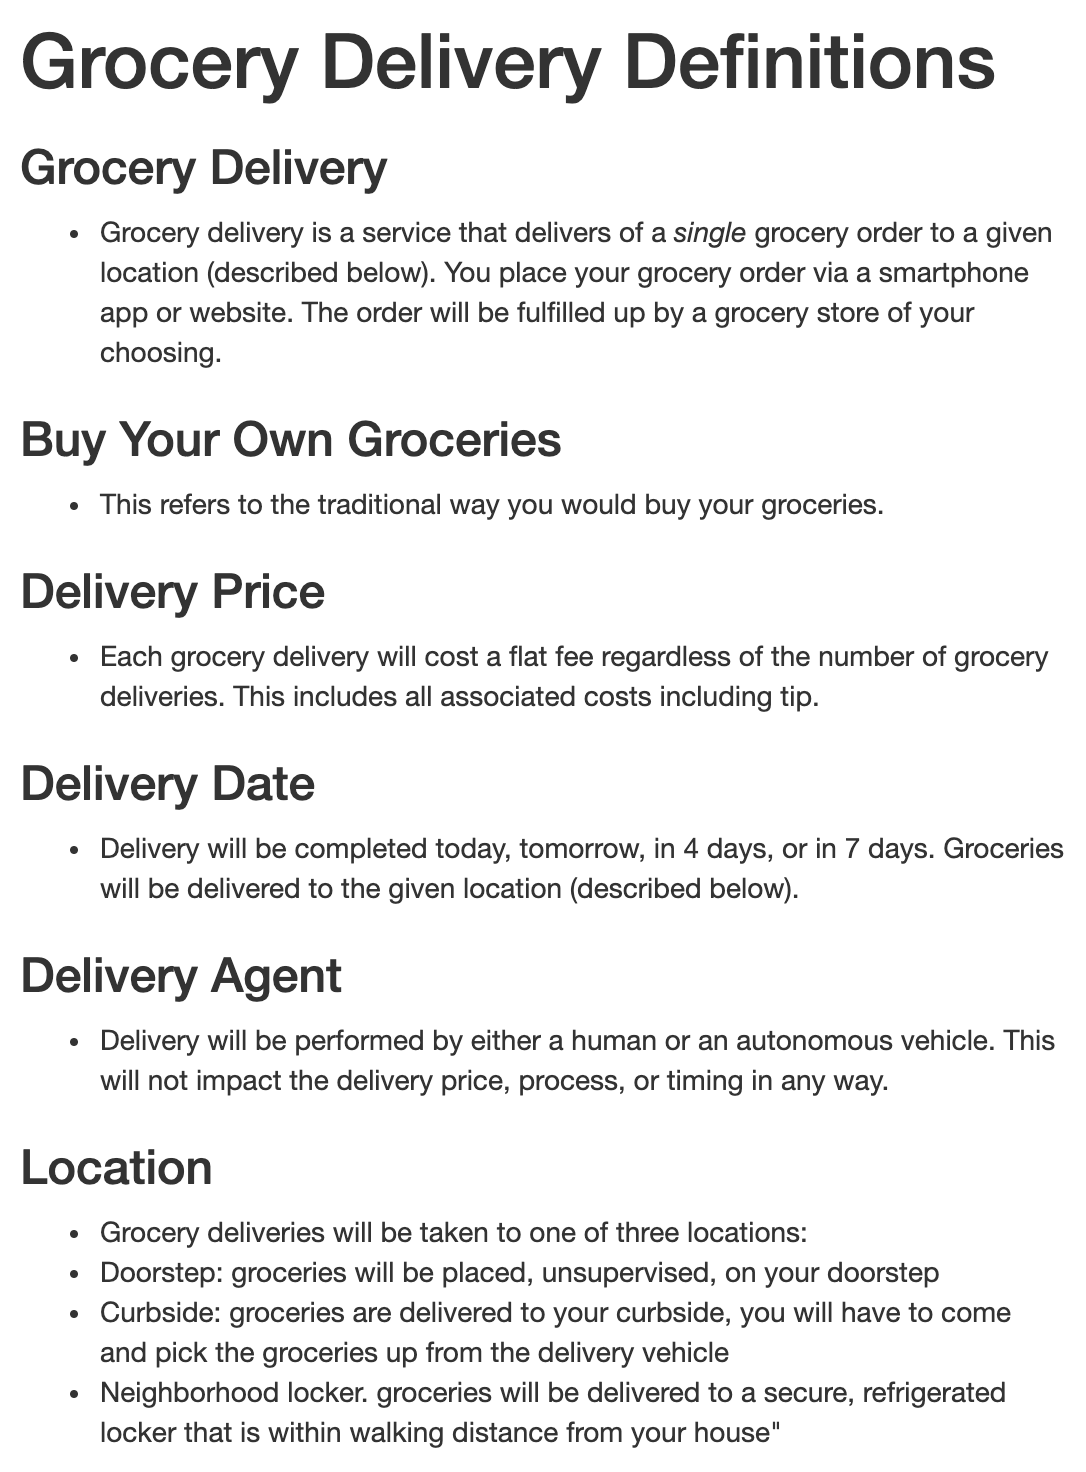 Grocery Delivery Definitions
Grocery Delivery
• Grocery delivery is a service that delivers of a single grocery order to a given
location (described below). You place your grocery order via a smartphone
app or website. The order will be fulfilled up by a grocery store of your
choosing.
Buy Your Own Groceries
• This refers to the traditional way you would buy your groceries.
Delivery Price
• Each grocery delivery will cost a flat fee regardless of the number of grocery
deliveries. This includes all associated costs including tip.
Delivery Date
• Delivery will be completed today, tomorrow, in 4 days, or in 7 days. Groceries
will be delivered to the given location (described below).
Delivery Agent
• Delivery will be performed by either a human or an autonomous vehicle. This
will not impact the delivery price, process, or timing in any way.
Location
• Grocery deliveries will be taken to one of three locations:
• Doorstep: groceries will be placed, unsupervised, on your doorstep
• Curbside: groceries are delivered to your curbside, you will have to come
and pick the groceries up from the delivery vehicle
• Neighborhood locker. groceries will be delivered to a secure, refrigerated
locker that is within walking distance from your house"